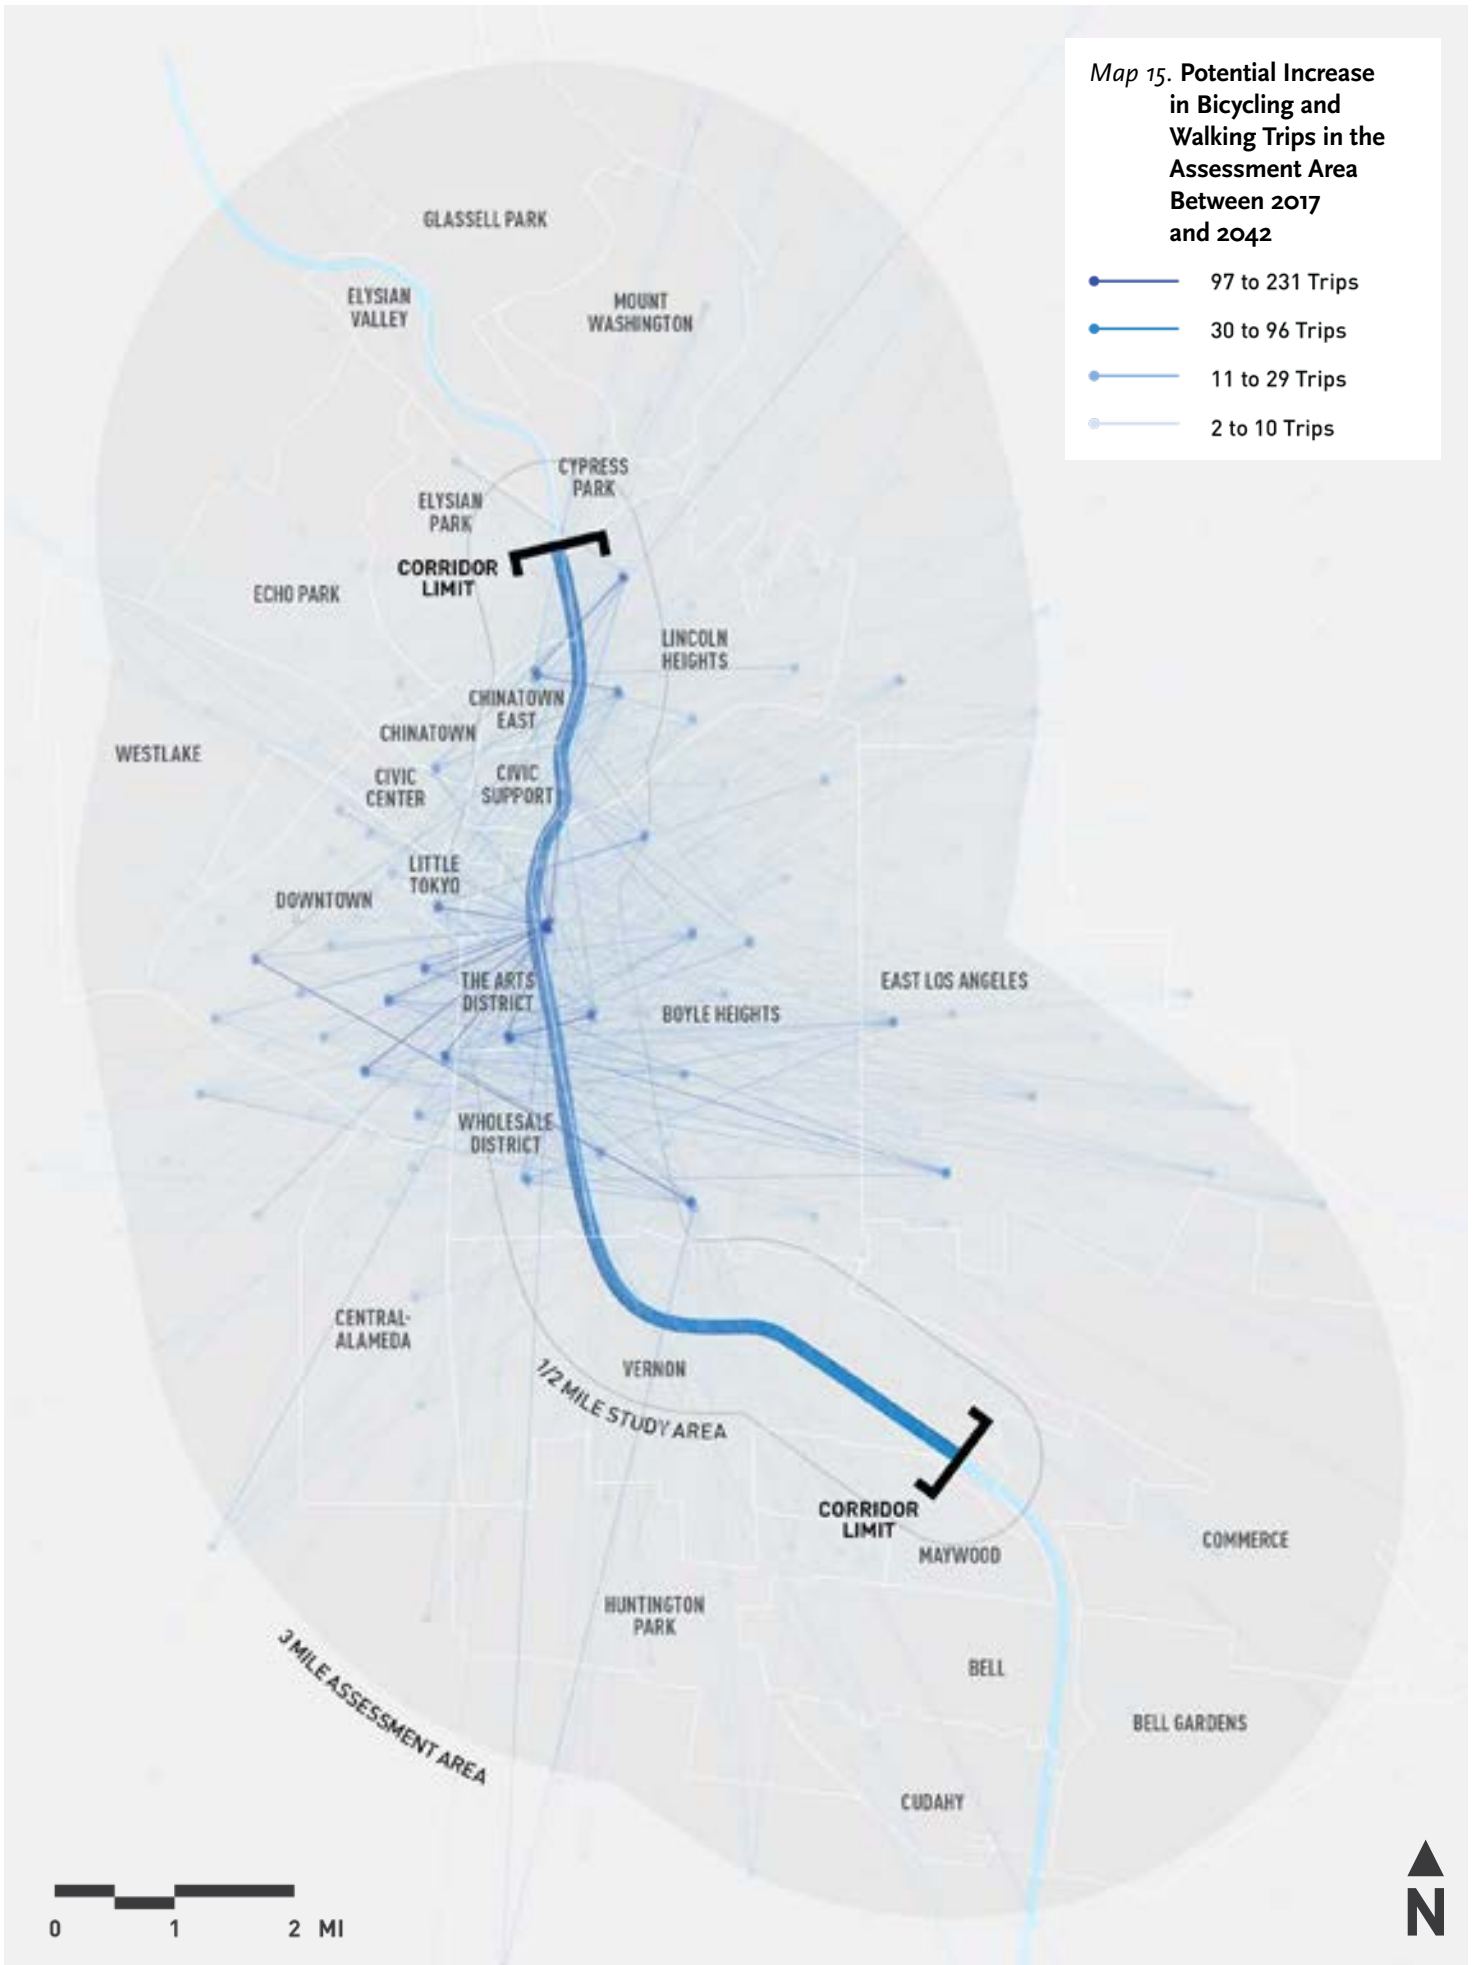 Map 15. Potential Increase
in Bicycling and
Walking Trips in the
Assessment Area
Between 2017
and 2042
97 to 231 Trips
30 to 96 Trips
11 to 29 Trips
2 to 10 Trips
GLASSELL PARK
ELYSIAN
VALLEY
MOUNT
WASHINGTON
CYPRESS
PARK
ELYSIAN
PARK
CORRIDOR
LIMIT
ECHO PARK
LINCOLN
HEIGHTS
CHINATOWN
EAST
CHINATOWN
WESTLAKE
CIVIC
CENTER
CIVIC
SUPPORT
LITTLE
TOKYO
DOWNTOWN
THE ARTS
DISTRICT
EAST LOS ANGELES
BOYLE HEIGHTS
WHOLESALE
DISTRICT
CENTRAL-
ALAMEDA
VERNON
1/2 MILE STUDY AREA
CORRIDOR
LIMIT
MAYWOOD
COMMERCE
HUNTINGTON
PARK
3 MILE ASSESSMENT AREA
BELL
BELL GARDENS
CUDAHY
0 1 2 MI
N